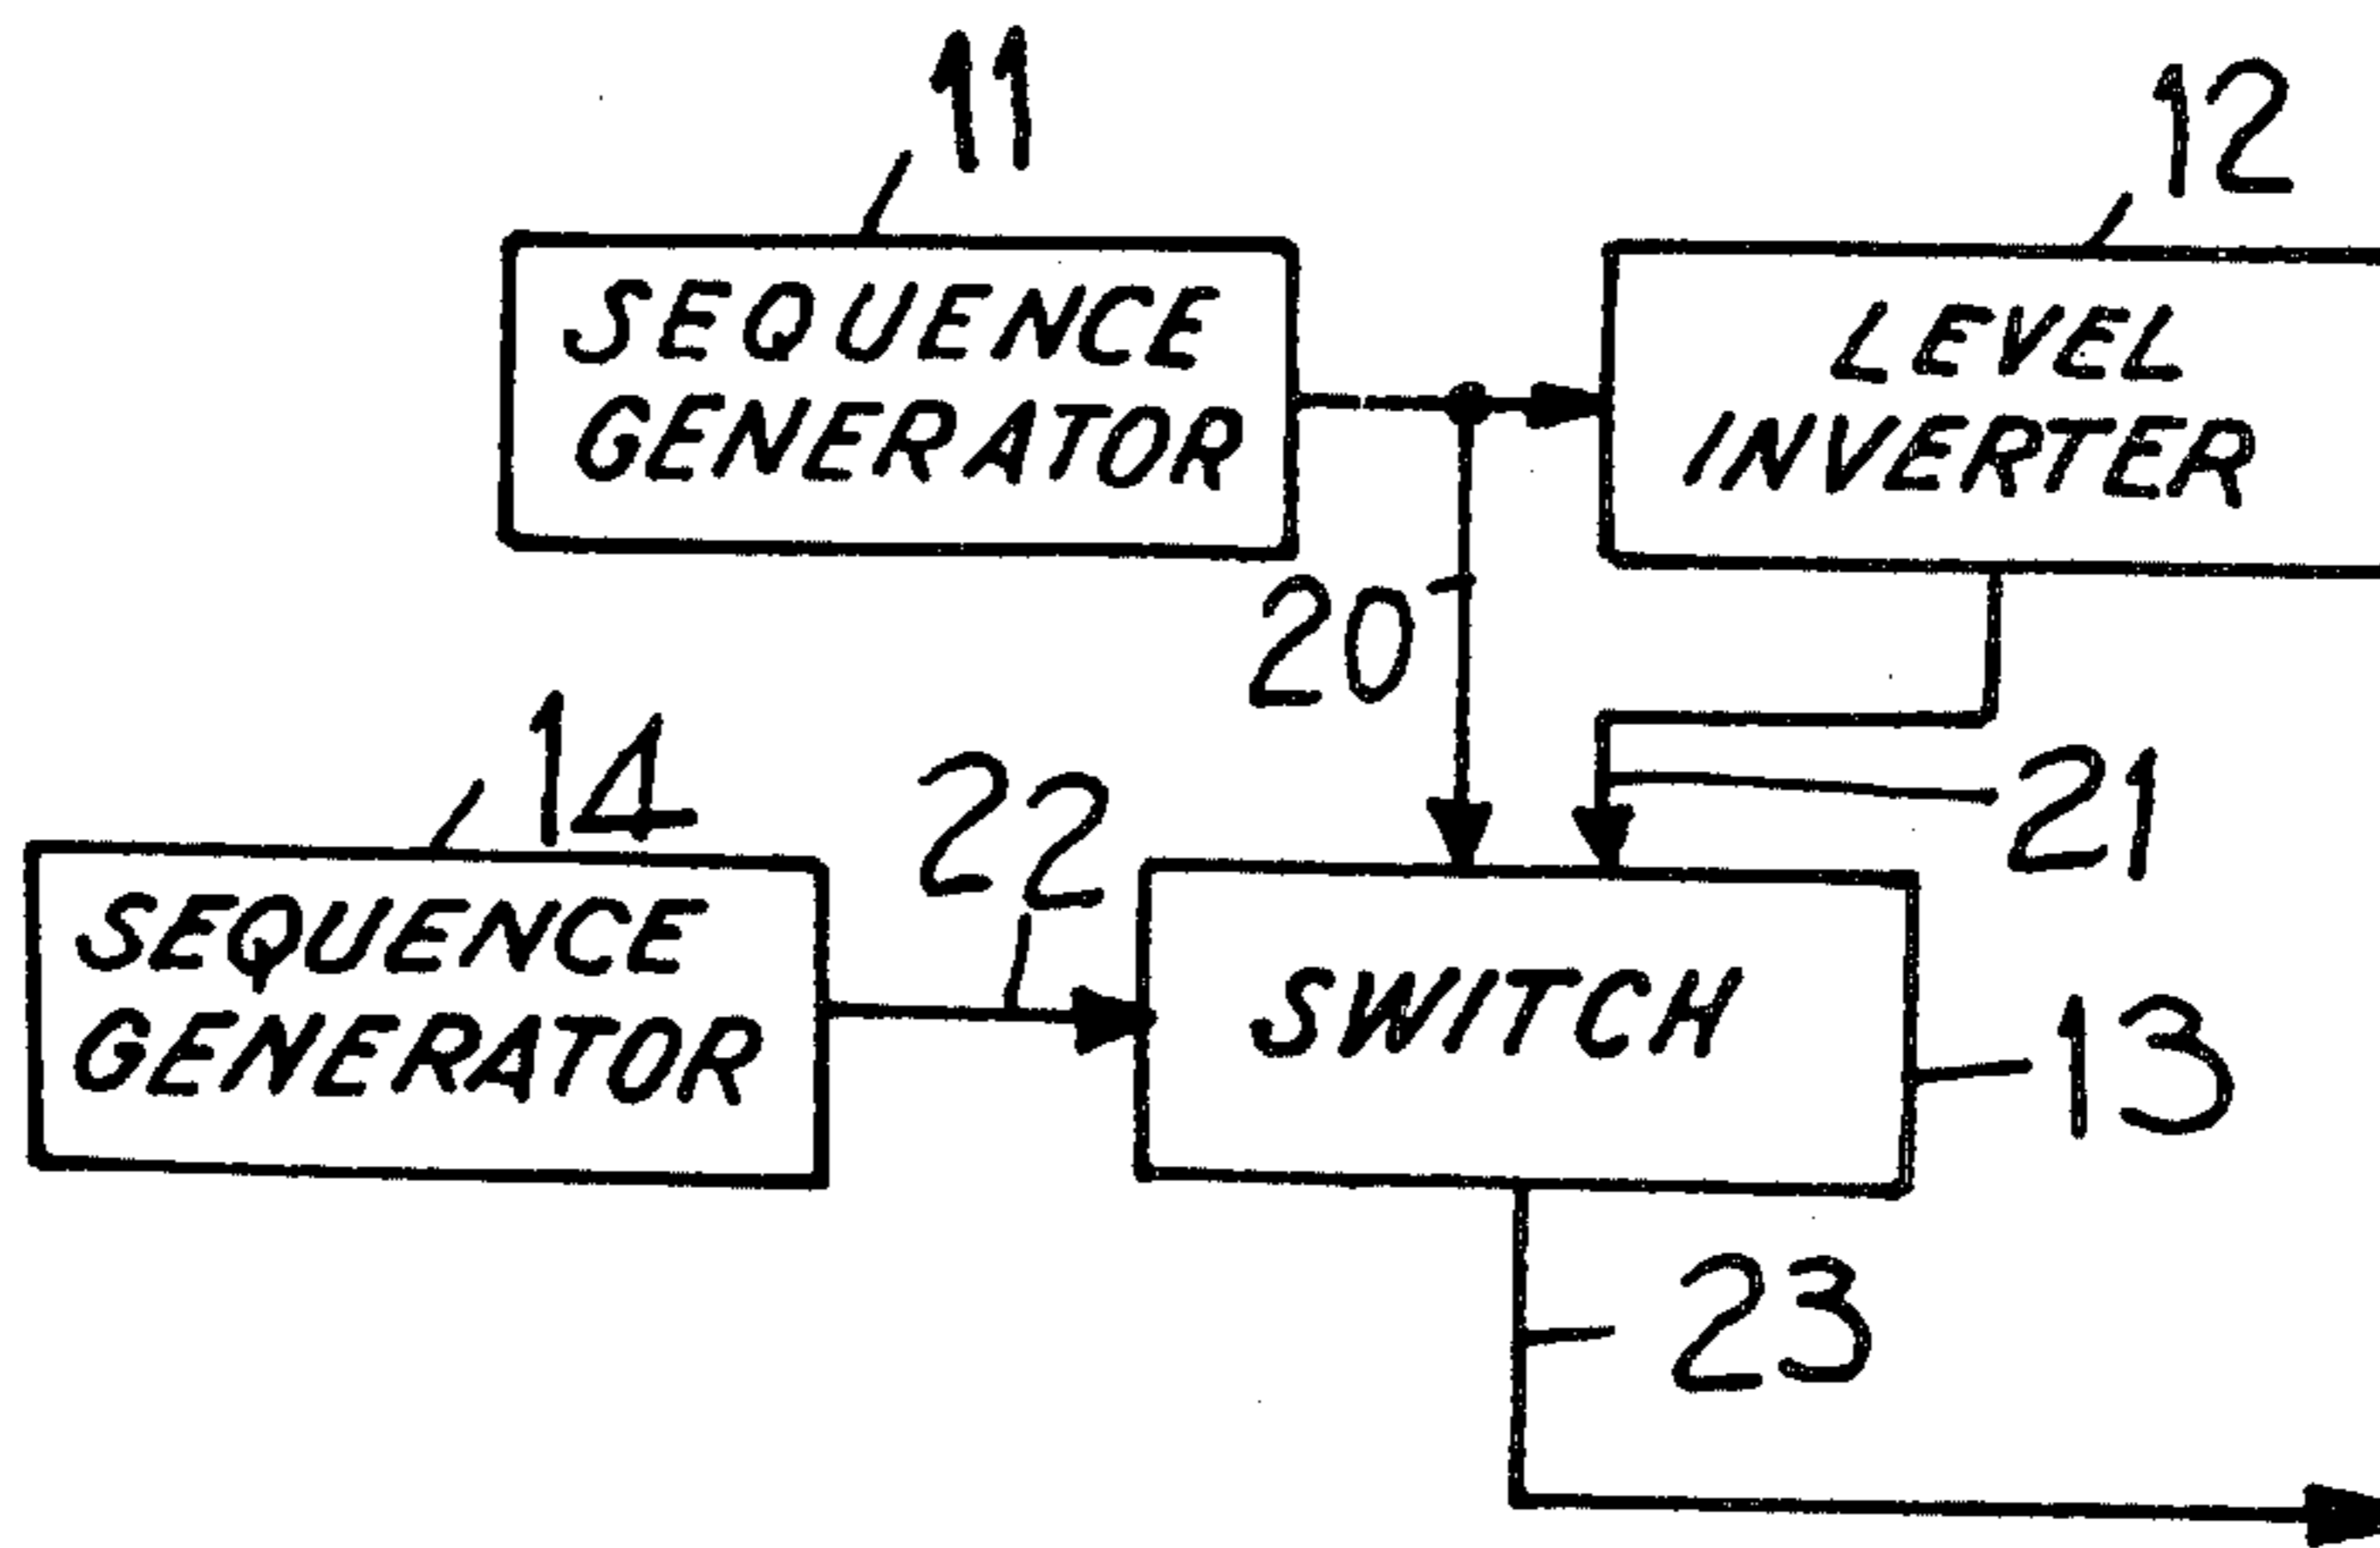 11
12
SEQUENCE
GENERATOR
LEVEL
INVERTER
20
14
22
21
SEQUENCE
GENERATOR
SWITCH
13
23